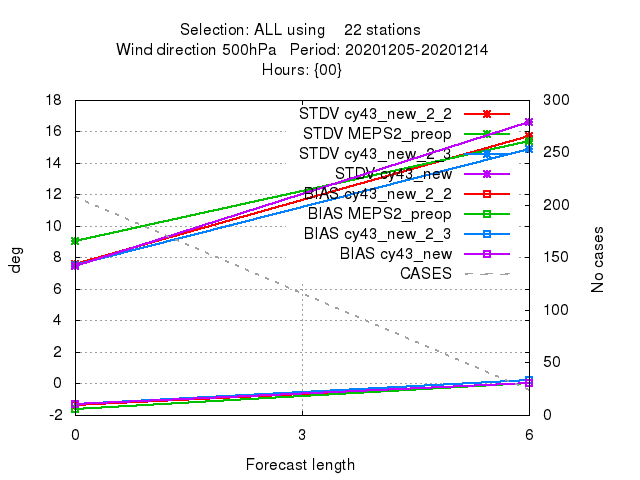 Selection: ALL using 22 stations
Wind direction 500hPa Period: 20201205-20201214
Hours: {00}
18
16
14
12
10
8
6
4
2
0
-2
300
250
200
150
100
50
0
STDV cy43_new_2_2
STDV MEPS2_preop
STDV cy43_new_2_3
STDV cy43_new
BIAS cy43_new_2_2
BIAS MEPS2_preop
BIAS cy43_new_2_3
BIAS cy43_new
CASES
deg
No cases
0 3 6
Forecast length